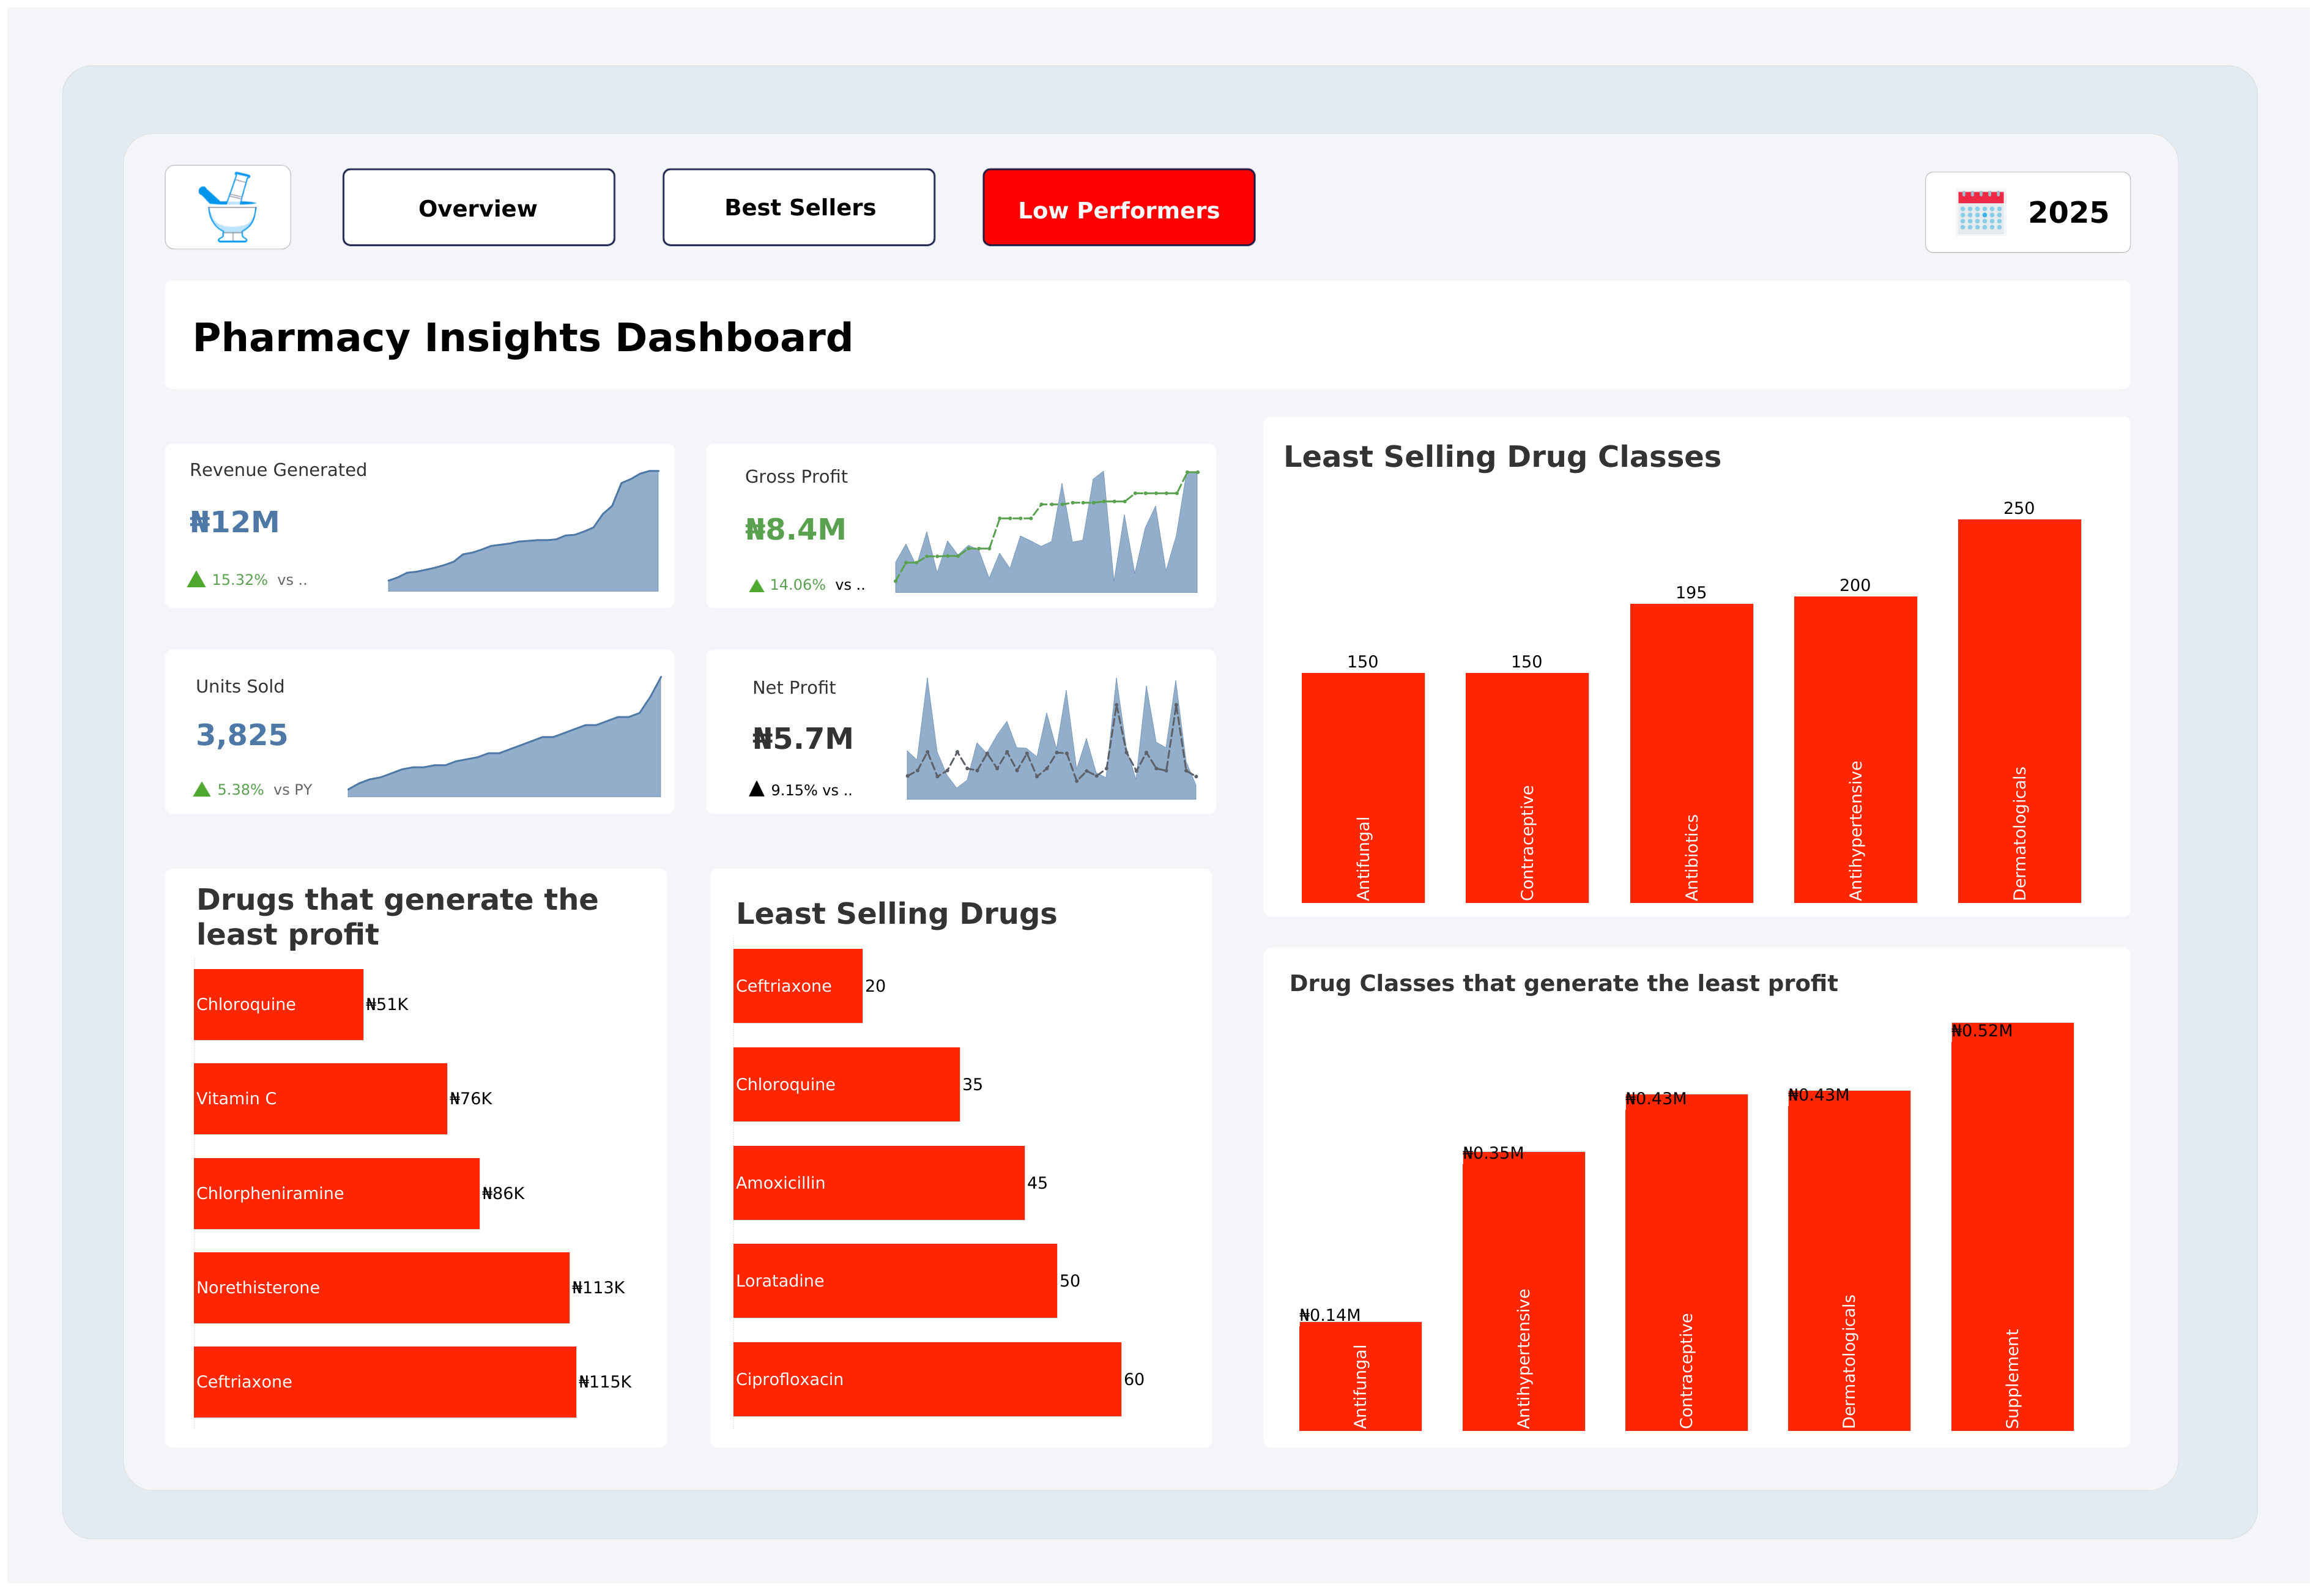 Overview
Best Sellers
Low Performers
2025
Pharmacy Insights Dashboard
Revenue Generated
₦12M
15.32% vs ..
Gross Profit
₦8.4M
14.06% vs ..
Units Sold
3,825
5.38% vs PY
Net Profit
₦5.7M
9.15% vs ..
Least Selling Drug Classes
150
150
195
200
250
Antifungal
Contraceptive
Antibiotics
Antihypertensive
Dermatologicals
Drugs that generate the
least profit
Chloroquine ₦51K
Vitamin C ₦76K
Chlorpheniramine ₦86K
Norethisterone ₦113K
Ceftriaxone ₦115K
Least Selling Drugs
Ceftriaxone 20
Chloroquine 35
Amoxicillin 45
Loratadine 50
Ciprofloxacin 60
Drug Classes that generate the least profit
₦0.14M
₦0.35M
₦0.43M
₦0.43M
₦0.52M
Antifungal
Antihypertensive
Contraceptive
Dermatologicals
Supplement